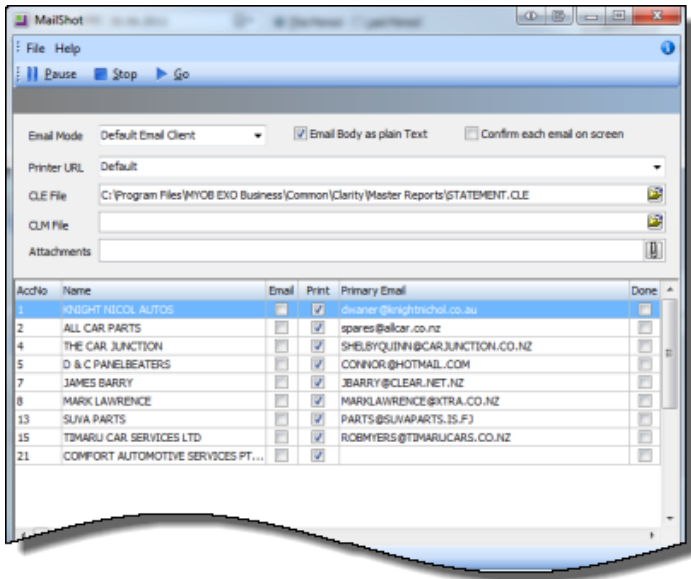 MailShot
File Help
Pause Stop Go
Email Mode Default Email Client Email Body as plain Text Confirm each email on screen
Printer URL Default
CLE File C:\Program Files\MYOB EXO Business\Common\Clarity\Master Reports\STATEMENT.CLE
CLM File
Attachments
AccNo Name Email Print Primary Email Done
1 KNIGHT NICOL AUTOS dwaner@knightnichol.co.au
2 ALL CAR PARTS spares@allcar.co.nz
4 THE CAR JUNCTION SHELBYQUINN@CARJUNCTION.CO.NZ
5 D & C PANELBEATERS CONNOR@HOTMAIL.COM
7 JAMES BARRY JBARRY@CLEAR.NET.NZ
8 MARK LAWRENCE MARKLAWRENCE@XTRA.CO.NZ
13 SUVA PARTS PARTS@SUVAPARTS.IS.FJ
15 TIMARU CAR SERVICES LTD ROBMYERS@TIMARUCARS.CO.NZ
21 COMFORT AUTOMOTIVE SERVICES PT...